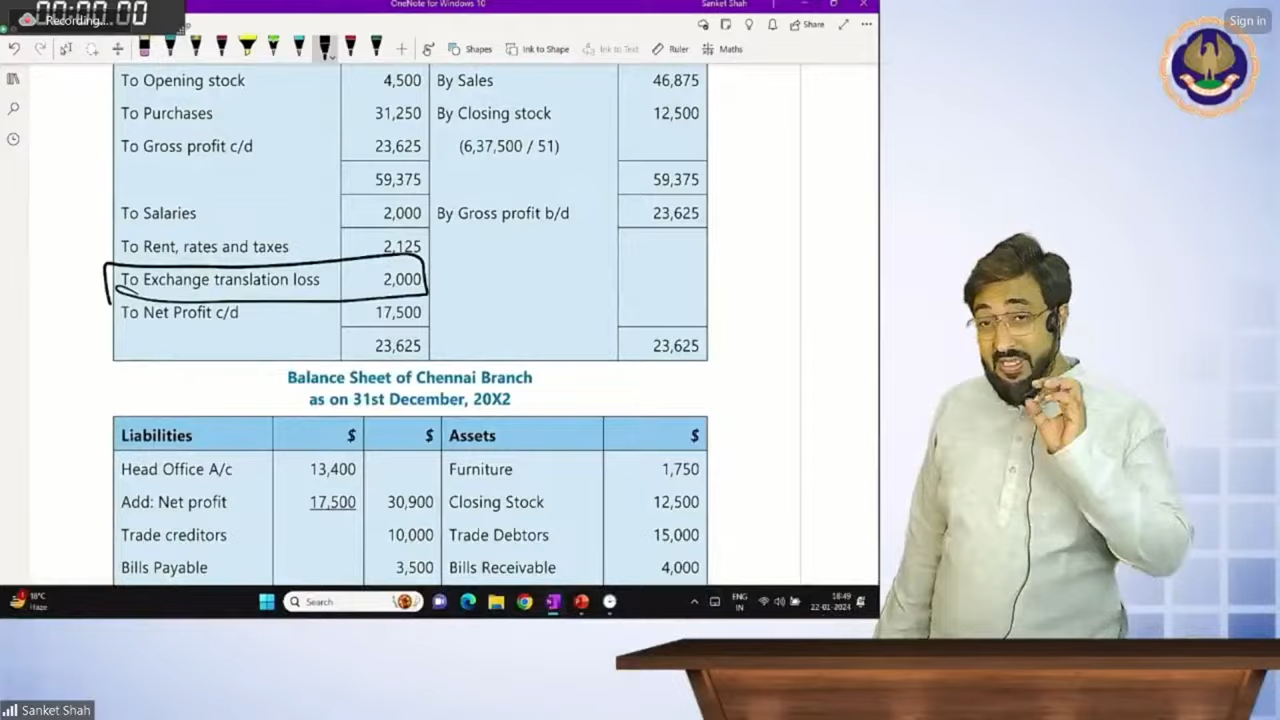 00:00:00
Recording...
OneNote for Windows 10
Sanket Shah
Sign in
Share
Shapes
Ink to Shape
Ink to Text
Ruler
Maths
To Opening stock 4,500 By Sales 46,875
To Purchases 31,250 By Closing stock 12,500
To Gross profit c/d 23,625 (6,37,500 / 51)
59,375 59,375
To Salaries 2,000 By Gross profit b/d 23,625
To Rent, rates and taxes 2,125
To Exchange translation loss 2,000
To Net Profit c/d 17,500
23,625 23,625
Balance Sheet of Chennai Branch
as on 31st December, 20X2
Liabilities $ $ Assets $
Head Office A/c 13,400 Furniture 1,750
Add: Net profit 17,500 30,900 Closing Stock 12,500
Trade creditors 10,000 Trade Debtors 15,000
Bills Payable 3,500 Bills Receivable 4,000
18°C
Haze
Search
ENG
IN
18:49
22-01-2024
Sanket Shah